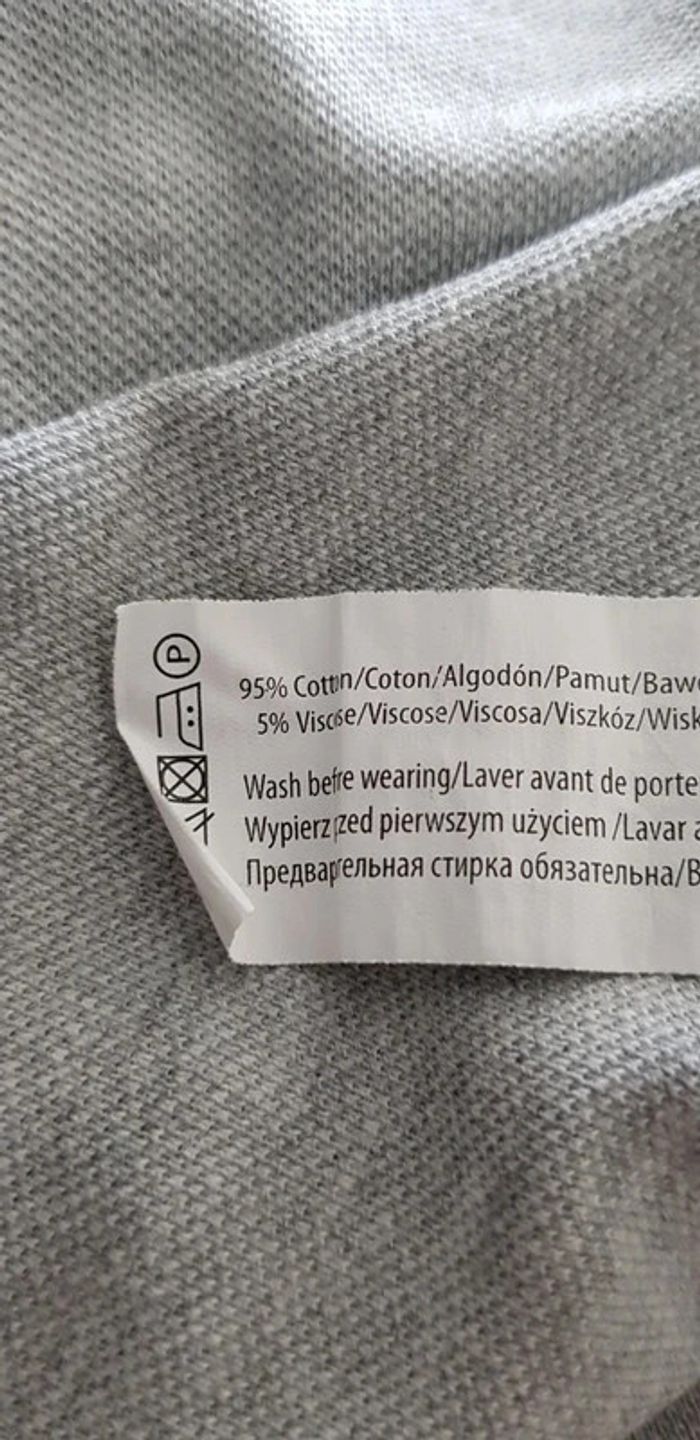 P
95% Cotton/Coton/Algodón/Pamut/Baw
5% Viscose/Viscose/Viscosa/Viszkóz/Wisk
Wash before wearing/Laver avant de porte
Wypierz przed pierwszym użyciem /Lavar a
Предварительная стирка обязательна/В